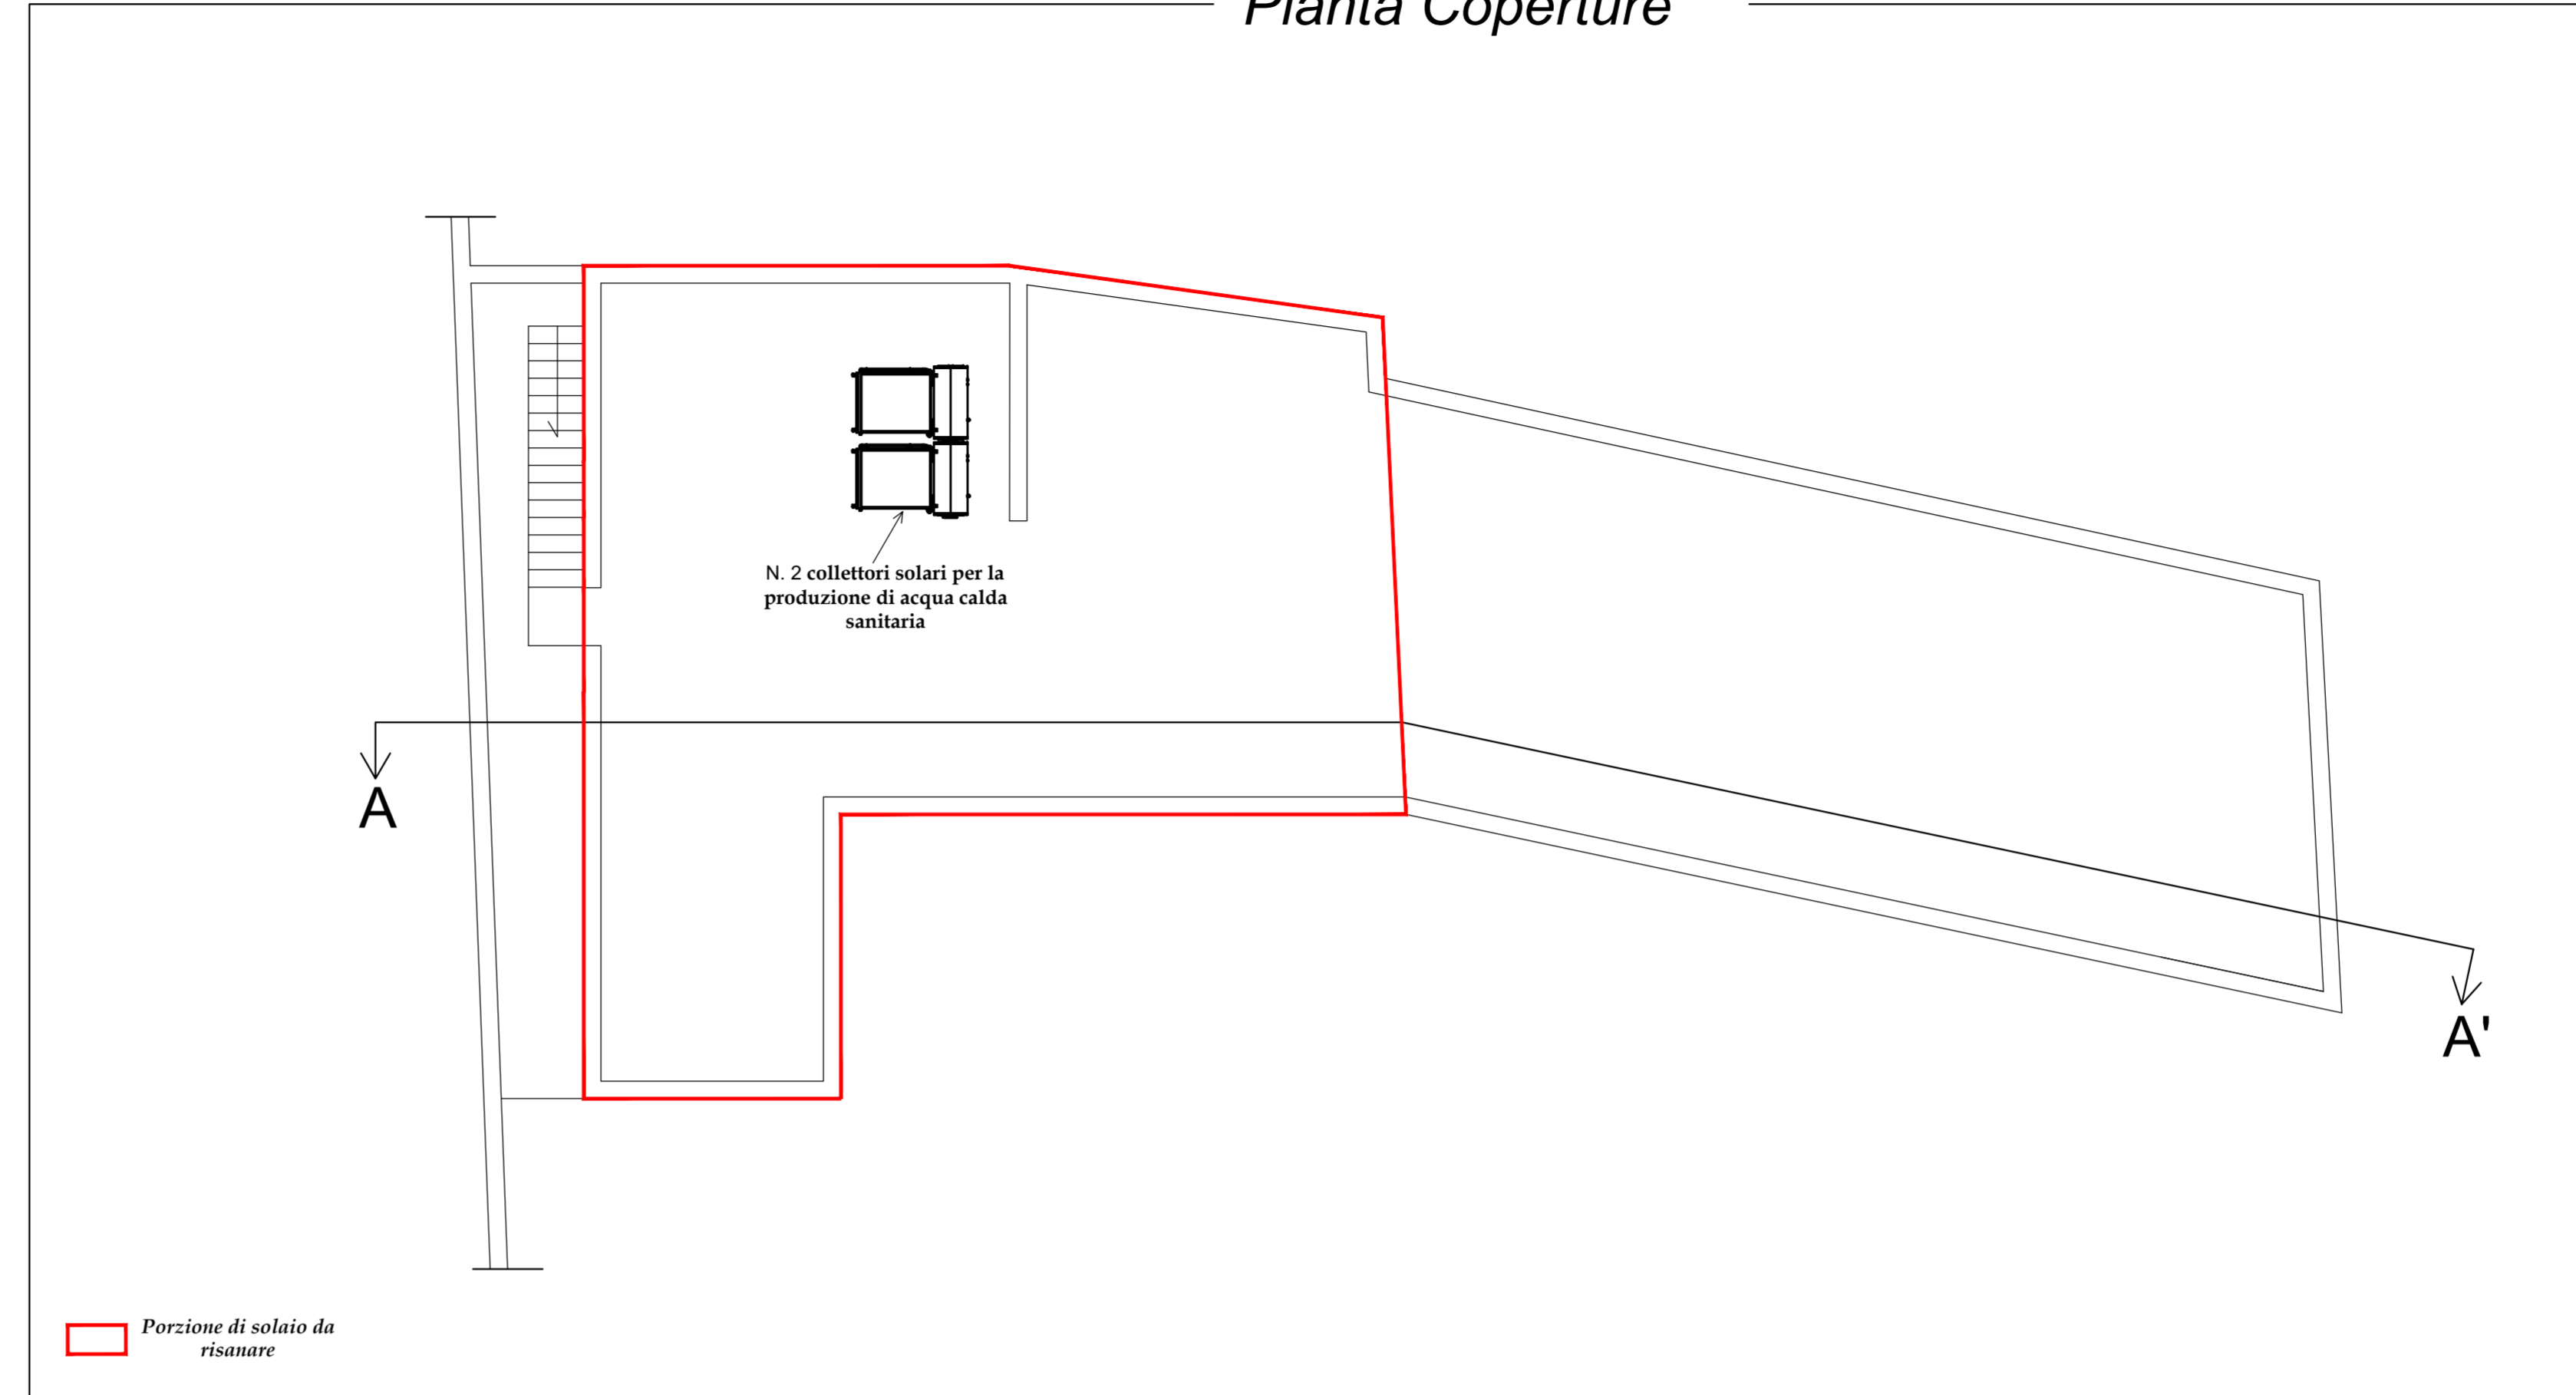 Pianta Coperture
N. 2 collettori solari per la
produzione di acqua calda
sanitaria
A
A'
Porzione di solaio da
risanare